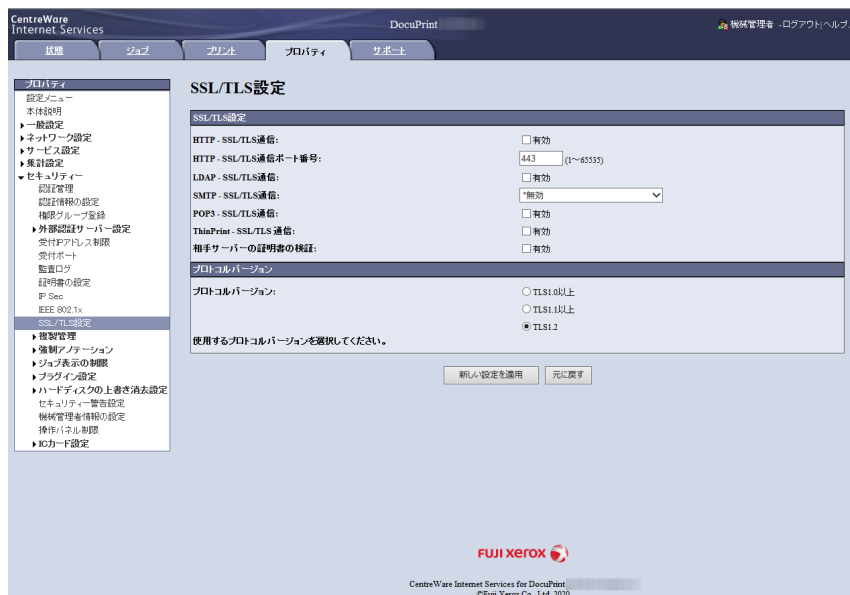 CentreWare
Internet Services
DocuPrint
機械管理者 -ログアウト|ヘルプ
状態
ジョブ
プリント
プロパティ
サポート
プロパティ
設定メニュー
本体説明
一般設定
ネットワーク設定
サービス設定
集計設定
セキュリティー
認証管理
認証情報の設定
権限グループ登録
外部認証サーバー設定
受付IPアドレス制限
受付ポート
監査ログ
証明書の設定
IP Sec
IEEE 802.1x
SSL/TLS設定
複製管理
強制アノテーション
ジョブ表示の制限
プラグイン設定
ハードディスクの上書き消去設定
セキュリティー警告設定
機械管理者情報の設定
操作パネル制限
ICカード設定
SSL/TLS設定
SSL/TLS設定
HTTP - SSL/TLS通信: 有効
HTTP - SSL/TLS通信ポート番号: 443 (1～65535)
LDAP - SSL/TLS通信: 有効
SMTP - SSL/TLS通信: *無効
POP3 - SSL/TLS通信: 有効
ThinPrint - SSL/TLS 通信: 有効
相手サーバーの証明書の検証: 有効
プロトコルバージョン
プロトコルバージョン: TLS1.0以上
TLS1.1以上
TLS1.2
使用するプロトコルバージョンを選択してください。
新しい設定を適用 元に戻す
FUJI xerox
CentreWare Internet Services for DocuPrint
©Fuji Xerox Co., Ltd. 2020